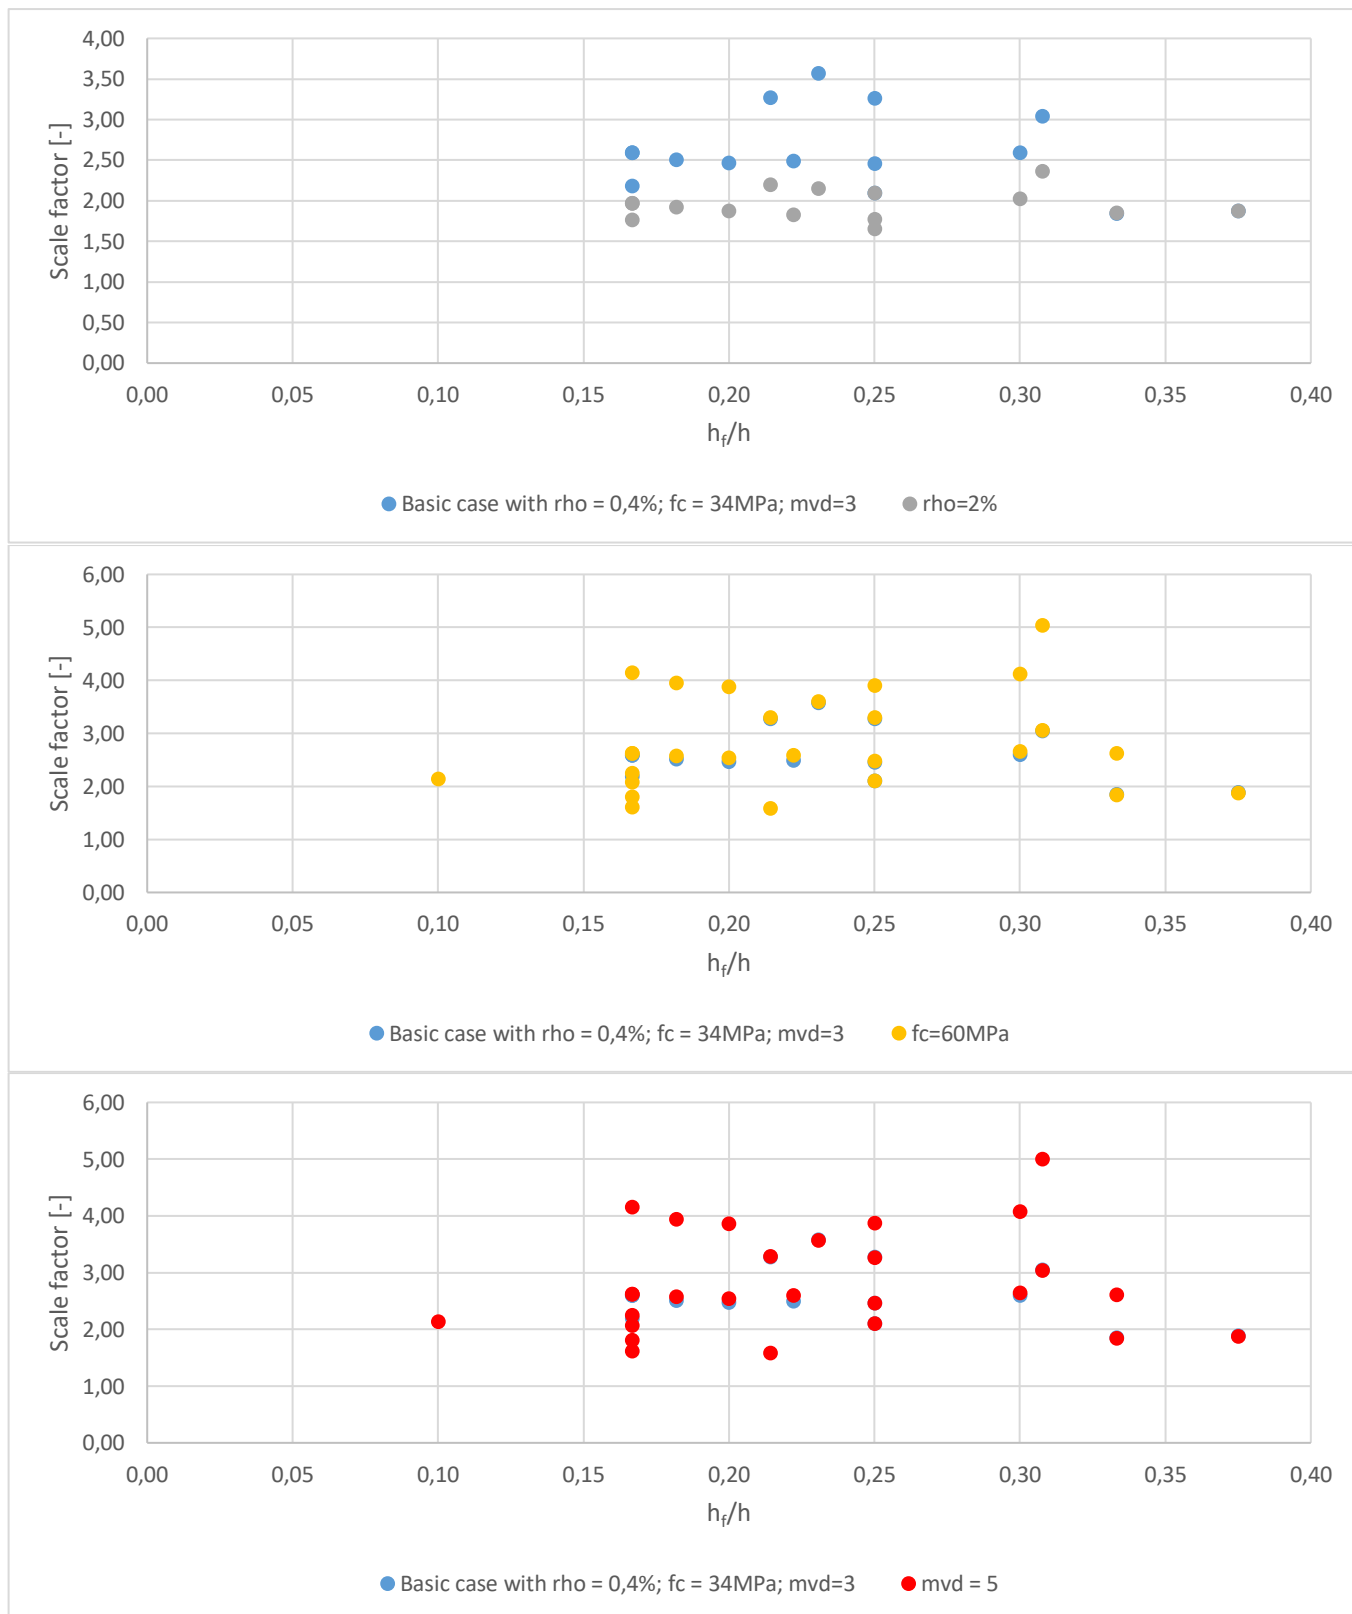 4,00
3,50
3,00
2,50
2,00
1,50
1,00
0,50
0,00
Scale factor [-]
0,00 0,05 0,10 0,15 0,20 0,25 0,30 0,35 0,40
hf/h
Basic case with rho = 0,4%; fc = 34MPa; mvd=3 rho=2%
6,00
5,00
4,00
3,00
2,00
1,00
0,00
Scale factor [-]
0,00 0,05 0,10 0,15 0,20 0,25 0,30 0,35 0,40
hf/h
Basic case with rho = 0,4%; fc = 34MPa; mvd=3 fc=60MPa
6,00
5,00
4,00
3,00
2,00
1,00
0,00
Scale factor [-]
0,00 0,05 0,10 0,15 0,20 0,25 0,30 0,35 0,40
hf/h
Basic case with rho = 0,4%; fc = 34MPa; mvd=3 mvd = 5